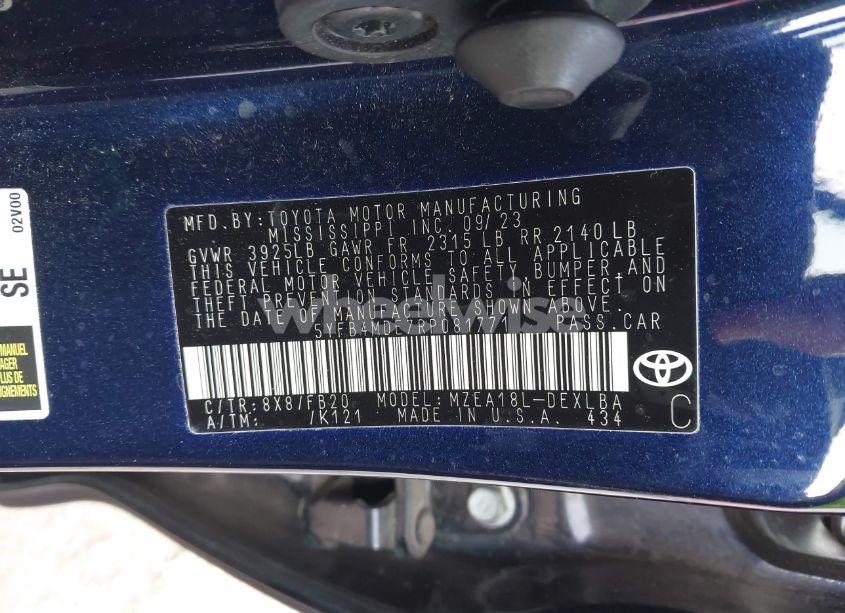 MFD. BY: TOYOTA MOTOR MANUFACTURING
MISSISSIPPI INC. 09/23
GVWR 3925LB GAWR FR 2315 LB RR 2140 LB
THIS VEHICLE CONFORMS TO ALL APPLICABLE
FEDERAL MOTOR VEHICLE SAFETY, BUMPER, AND
THEFT PREVENTION STANDARDS IN EFFECT ON
THE DATE OF MANUFACTURE SHOWN ABOVE.
PASS. CAR
C/TR: 8X8/FB20 MODEL: MZEA18L-DEXLBA
A/TM: /K121 MADE IN U.S.A. 434
C
wheelwise
SE
02V00
MANUEL